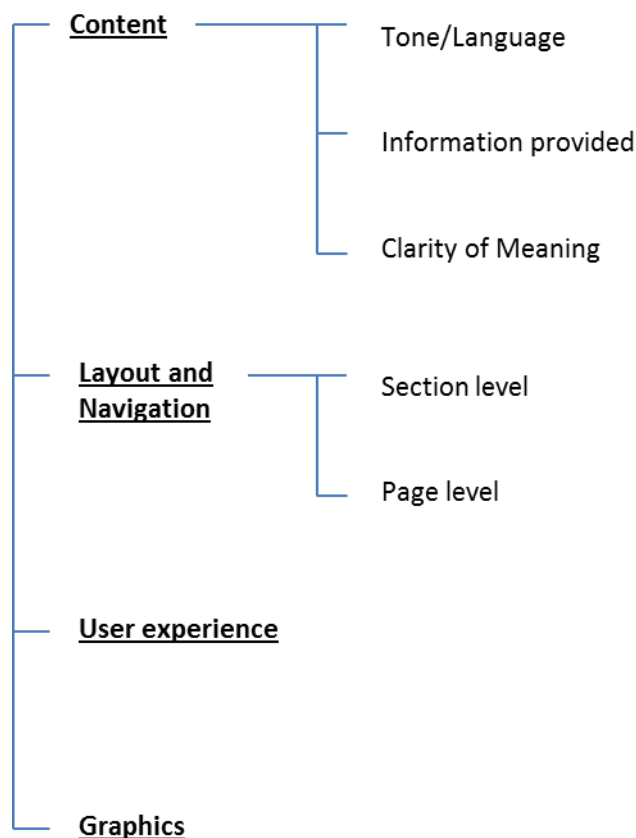 Content
Tone/Language
Information provided
Clarity of Meaning
Layout and
Navigation
Section level
Page level
User experience
Graphics